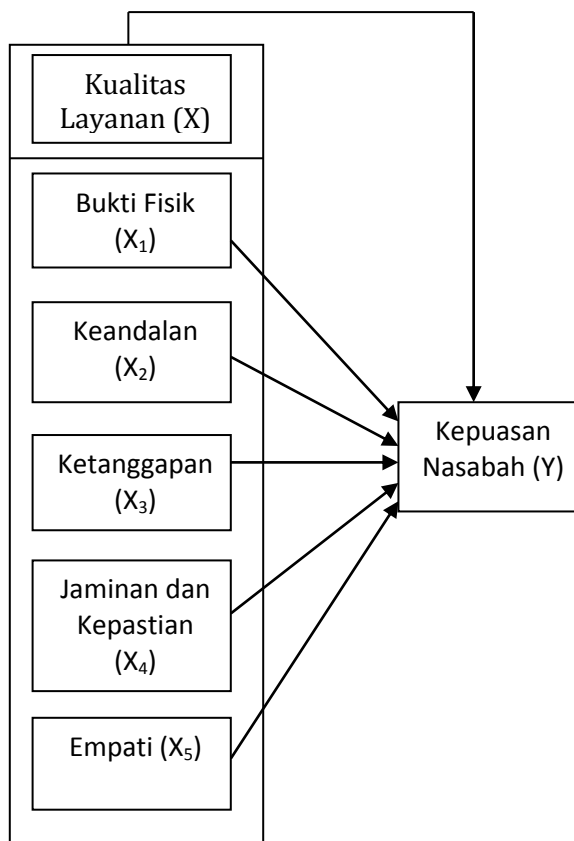 Kualitas
Layanan (X)
Bukti Fisik
(X₁)
Keandalan
(X₂)
Ketanggapan
(X₃)
Jaminan dan
Kepastian
(X₄)
Empati (X₅)
Kepuasan
Nasabah (Y)